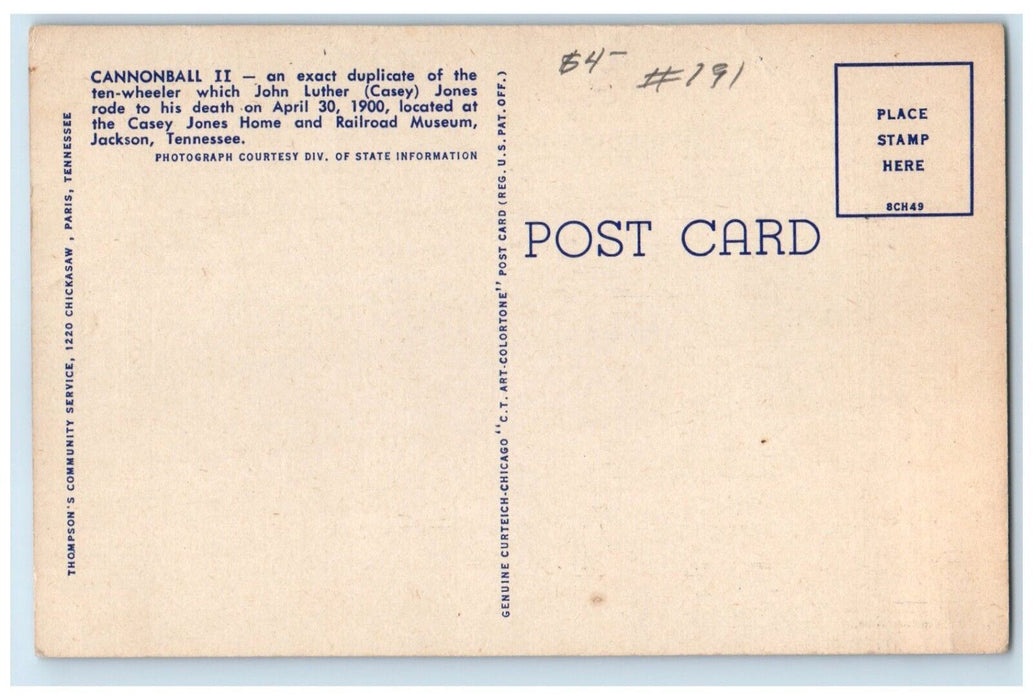 CANNONBALL II — an exact duplicate of the
ten-wheeler which John Luther (Casey) Jones
rode to his death on April 30, 1900, located at
the Casey Jones Home and Railroad Museum,
Jackson, Tennessee.
PHOTOGRAPH COURTESY DIV. OF STATE INFORMATION
THOMPSON'S COMMUNITY SERVICE, 1220 CHICKASAW, PARIS, TENNESSEE
GENUINE CURTEICH-CHICAGO "C.T. ART-COLORTONE" POST CARD (REG. U.S. PAT. OFF.)
$4-
#791
POST CARD
PLACE
STAMP
HERE
8CH49